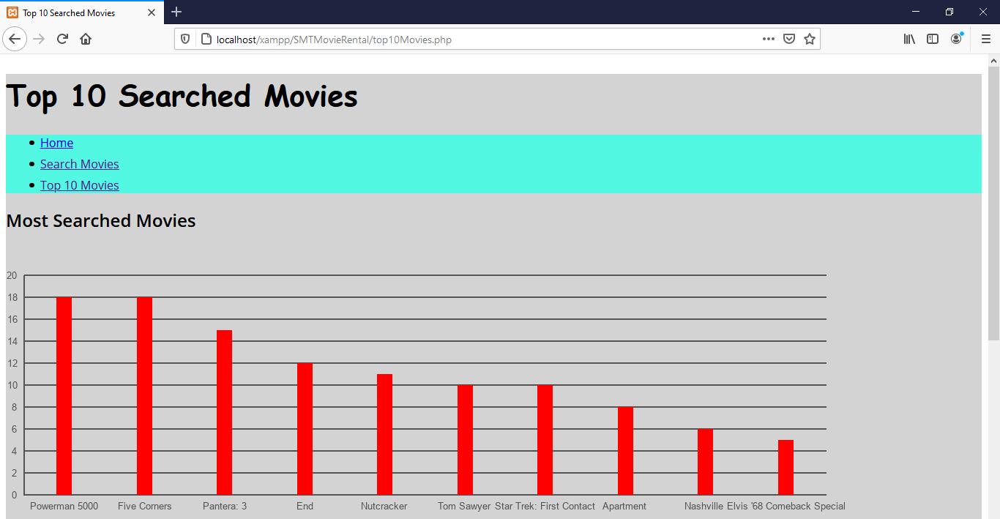 Top 10 Searched Movies
localhost/xampp/SMTMovieRental/top10Movies.php
Top 10 Searched Movies
Home
Search Movies
Top 10 Movies
Most Searched Movies
20
18
16
14
12
10
8
6
4
2
0
Powerman 5000 Five Corners Pantera: 3 End Nutcracker Tom Sawyer Star Trek: First Contact Apartment Nashville Elvis '68 Comeback Special